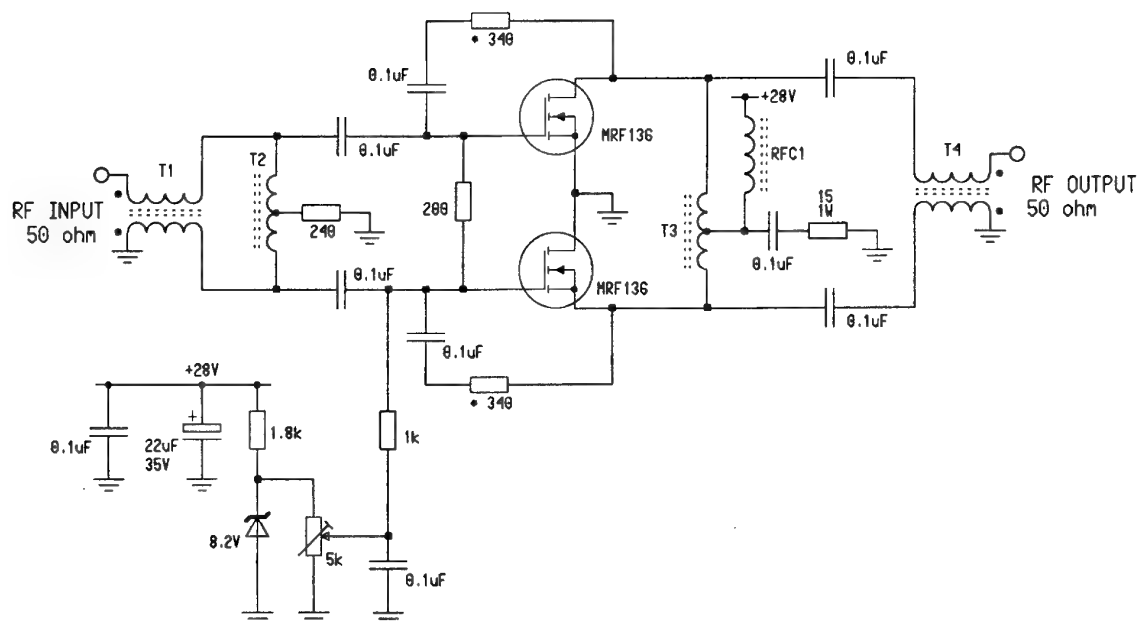 * 340
0.1uF
0.1uF
+28V
MRF136
0.1uF
T1
T2
RFC1
T4
RF INPUT
50 ohm
200
240
15
1W
T3
RF OUTPUT
50 ohm
0.1uF
0.1uF
MRF136
0.1uF
0.1uF
+28V
* 340
0.1uF
+
22uF
35V
1.8k
1k
8.2V
5k
0.1uF